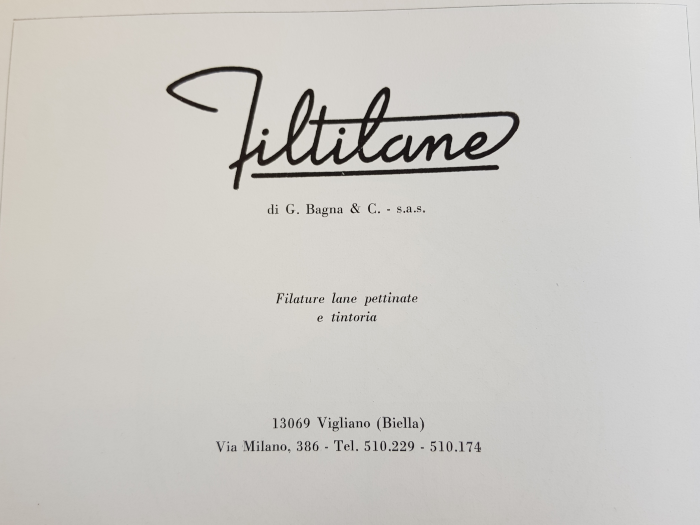 Filtilane
di G. Bagna & C. - s.a.s.
Filature lane pettinate
e tintoria
13069 Vigliano (Biella)
Via Milano, 386 - Tel. 510.229 - 510.174